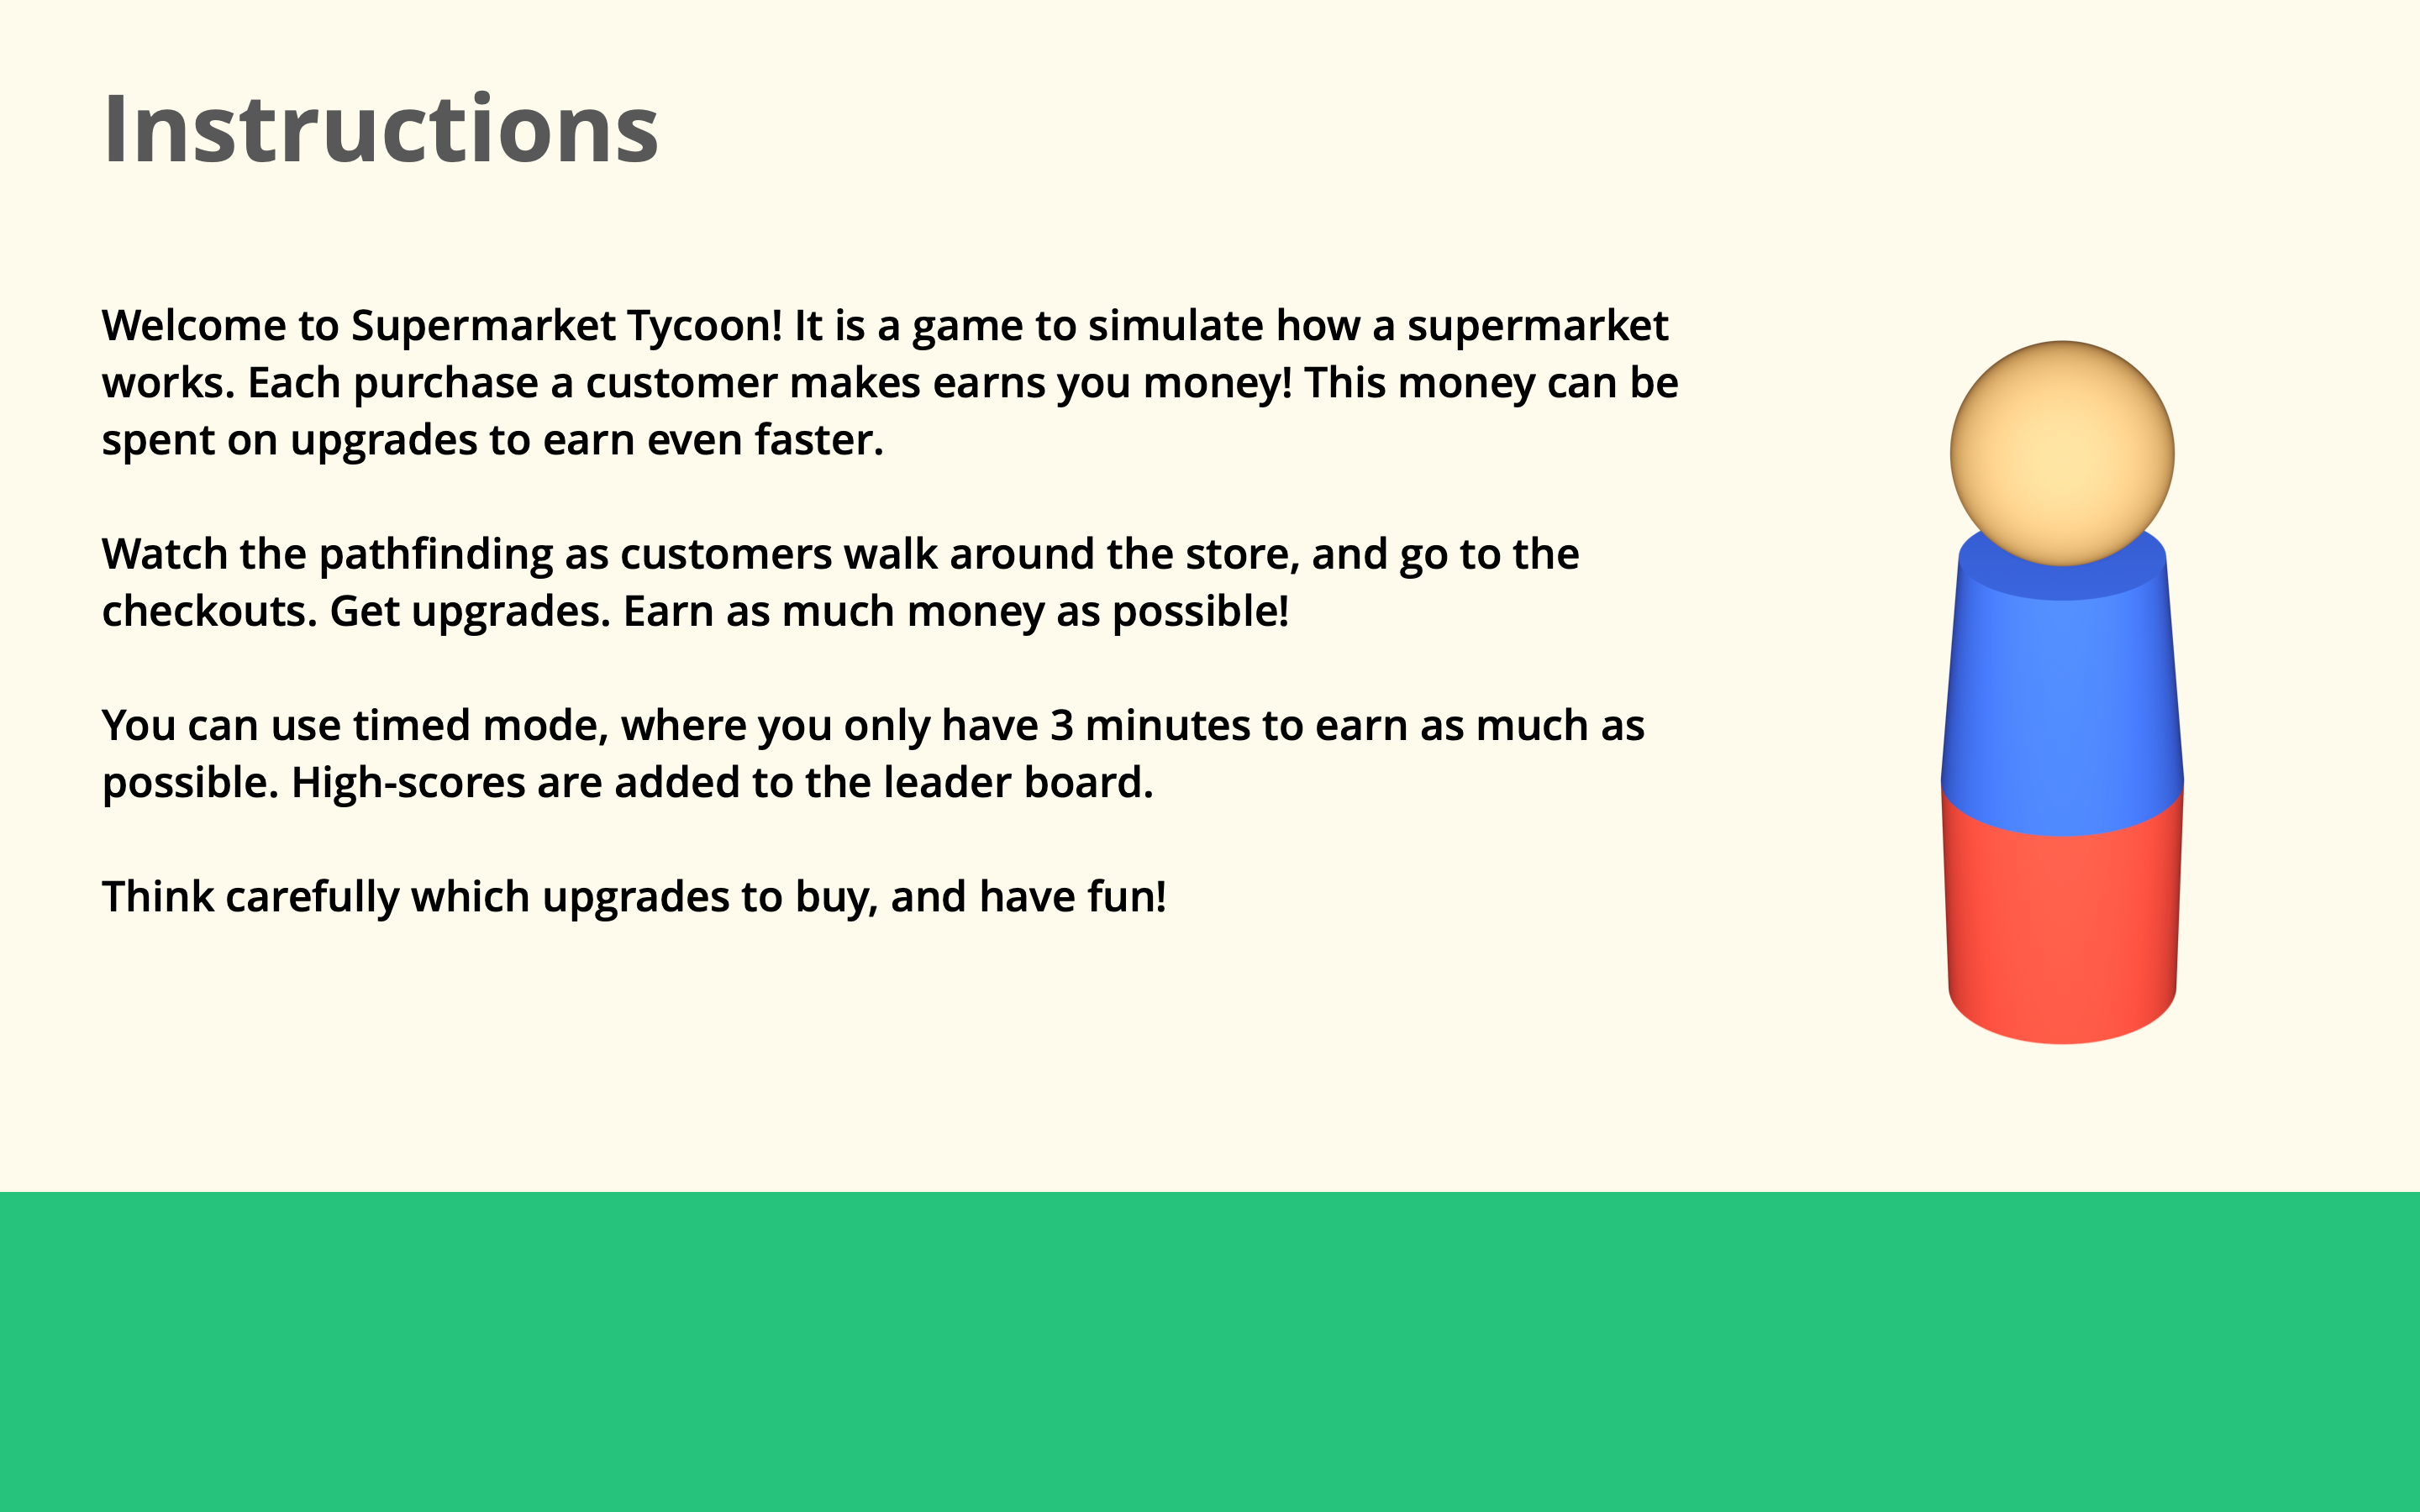 Instructions
Welcome to Supermarket Tycoon! It is a game to simulate how a supermarket
works. Each purchase a customer makes earns you money! This money can be
spent on upgrades to earn even faster.
Watch the pathfinding as customers walk around the store, and go to the
checkouts. Get upgrades. Earn as much money as possible!
You can use timed mode, where you only have 3 minutes to earn as much as
possible. High-scores are added to the leader board.
Think carefully which upgrades to buy, and have fun!